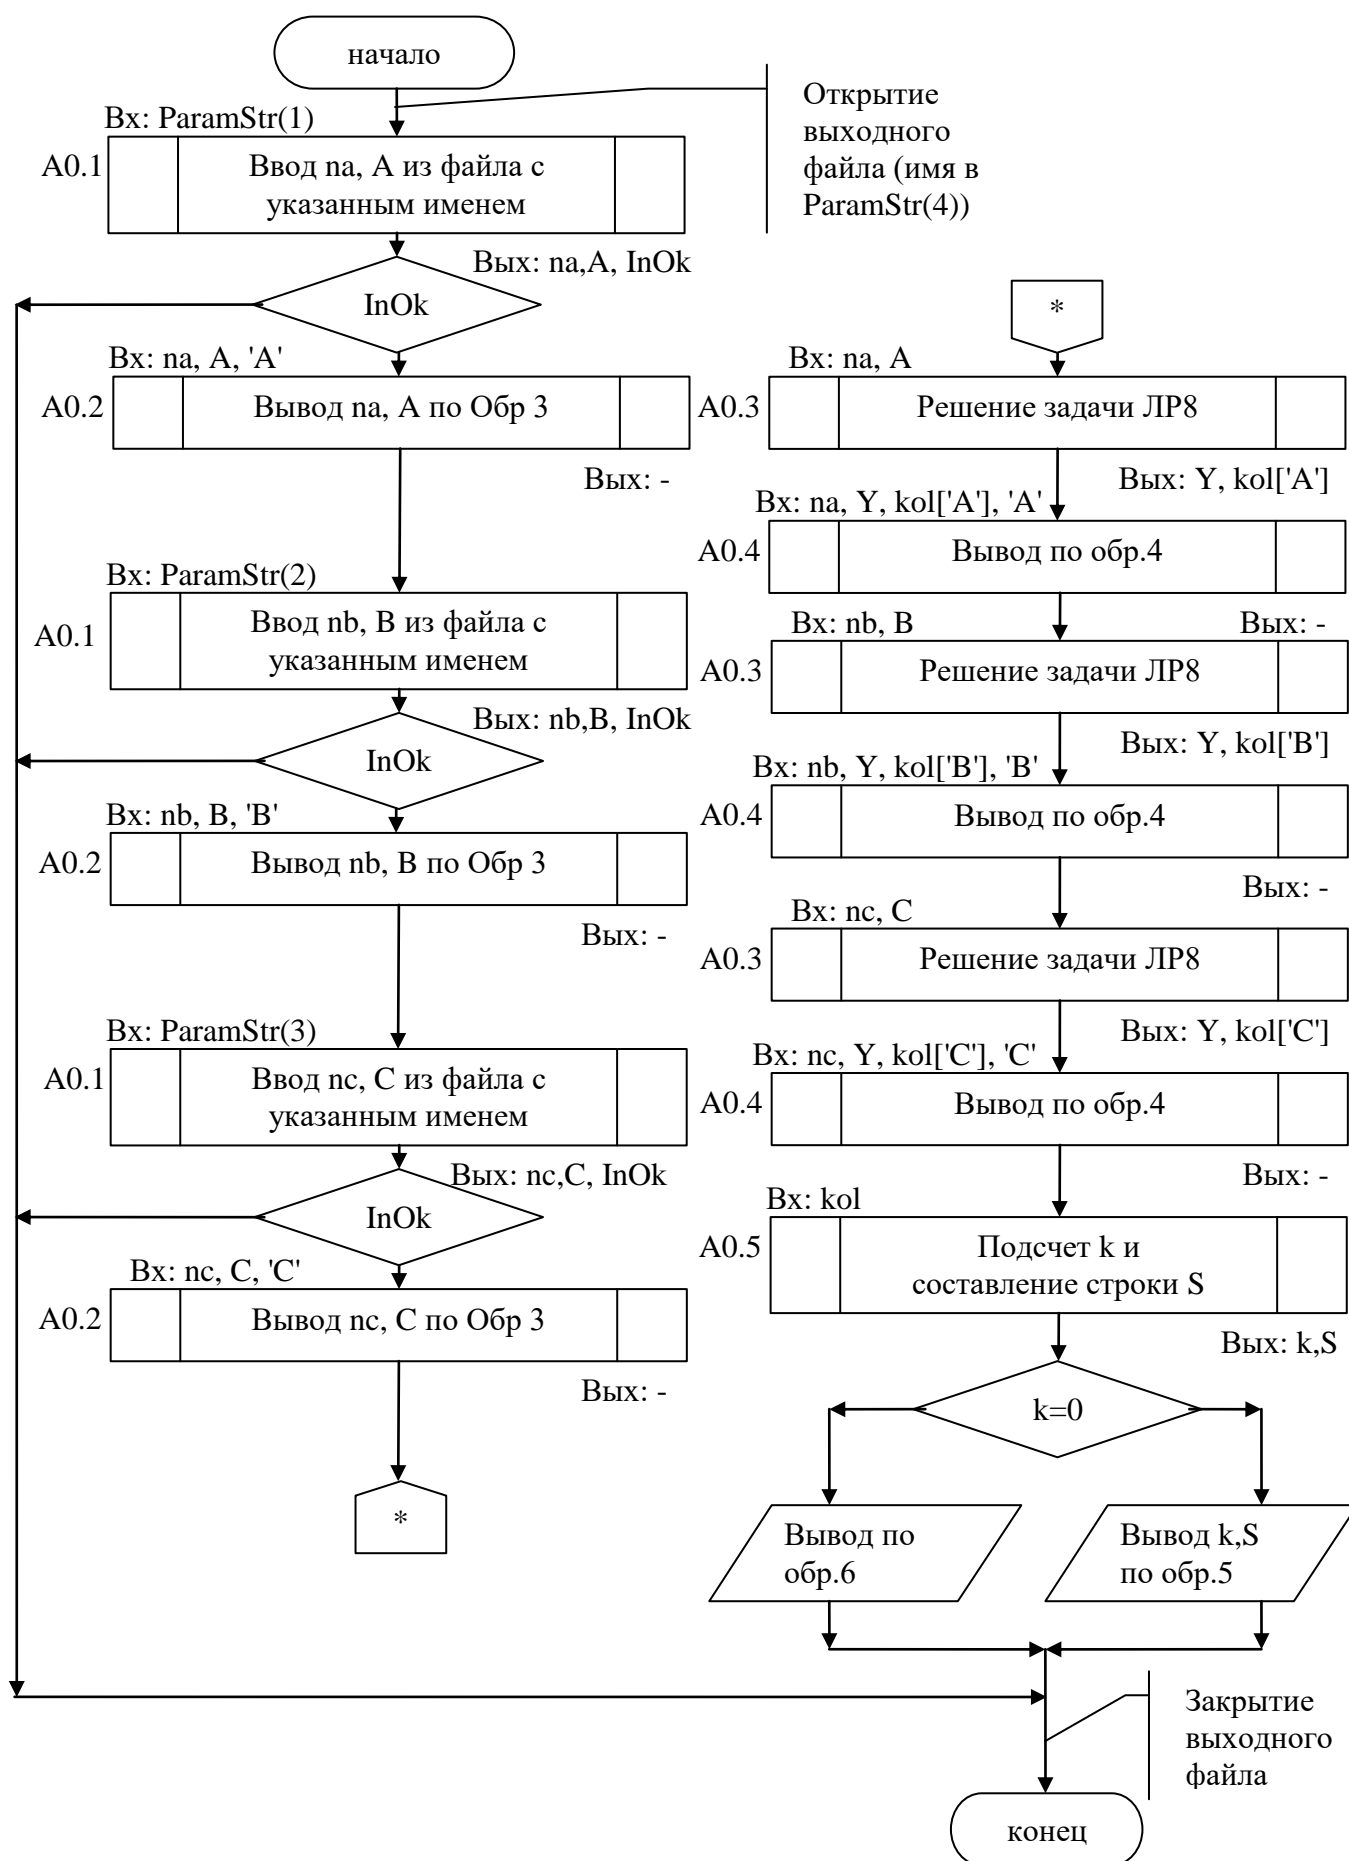 начало
Открытие
выходного
файла (имя в
ParamStr(4))
Вх: ParamStr(1)
A0.1
Ввод na, A из файла с
указанным именем
Вых: na,A, InOk
InOk
Вх: na, A, 'A'
A0.2
Вывод na, A по Обр 3
Вых: -
Вх: ParamStr(2)
A0.1
Ввод nb, B из файла с
указанным именем
Вых: nb,B, InOk
InOk
Вх: nb, B, 'B'
A0.2
Вывод nb, B по Обр 3
Вых: -
Вх: ParamStr(3)
A0.1
Ввод nc, C из файла с
указанным именем
Вых: nc,C, InOk
InOk
Вх: nc, C, 'C'
A0.2
Вывод nc, C по Обр 3
Вых: -
*
*
Вх: na, A
A0.3
Решение задачи ЛР8
Вых: Y, kol['A']
Вх: na, Y, kol['A'], 'A'
A0.4
Вывод по обр.4
Вых: -
Вх: nb, B
A0.3
Решение задачи ЛР8
Вых: Y, kol['B']
Вх: nb, Y, kol['B'], 'B'
A0.4
Вывод по обр.4
Вых: -
Вх: nc, C
A0.3
Решение задачи ЛР8
Вых: Y, kol['C']
Вх: nc, Y, kol['C'], 'C'
A0.4
Вывод по обр.4
Вых: -
Вх: kol
A0.5
Подсчет k и
составление строки S
Вых: k,S
k=0
Вывод по
обр.6
Вывод k,S
по обр.5
Закрытие
выходного
файла
конец